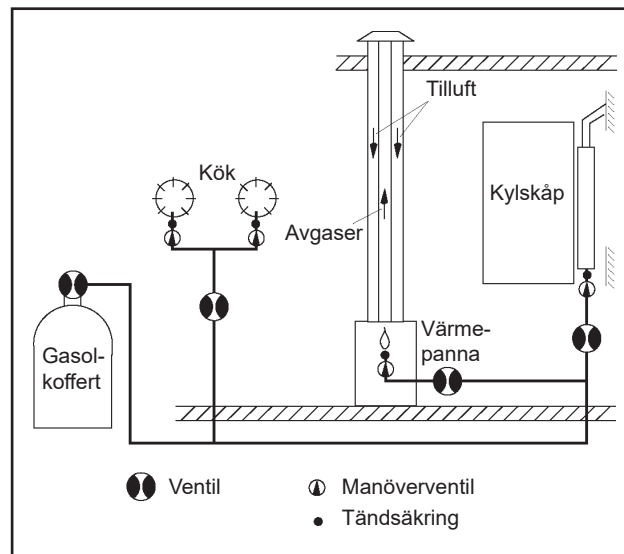 Tilluft
Kök
Kylskåp
Avgaser
Värme-
panna
Gasol-
koffert
Ventil
Manöverventil
Tändsäkring